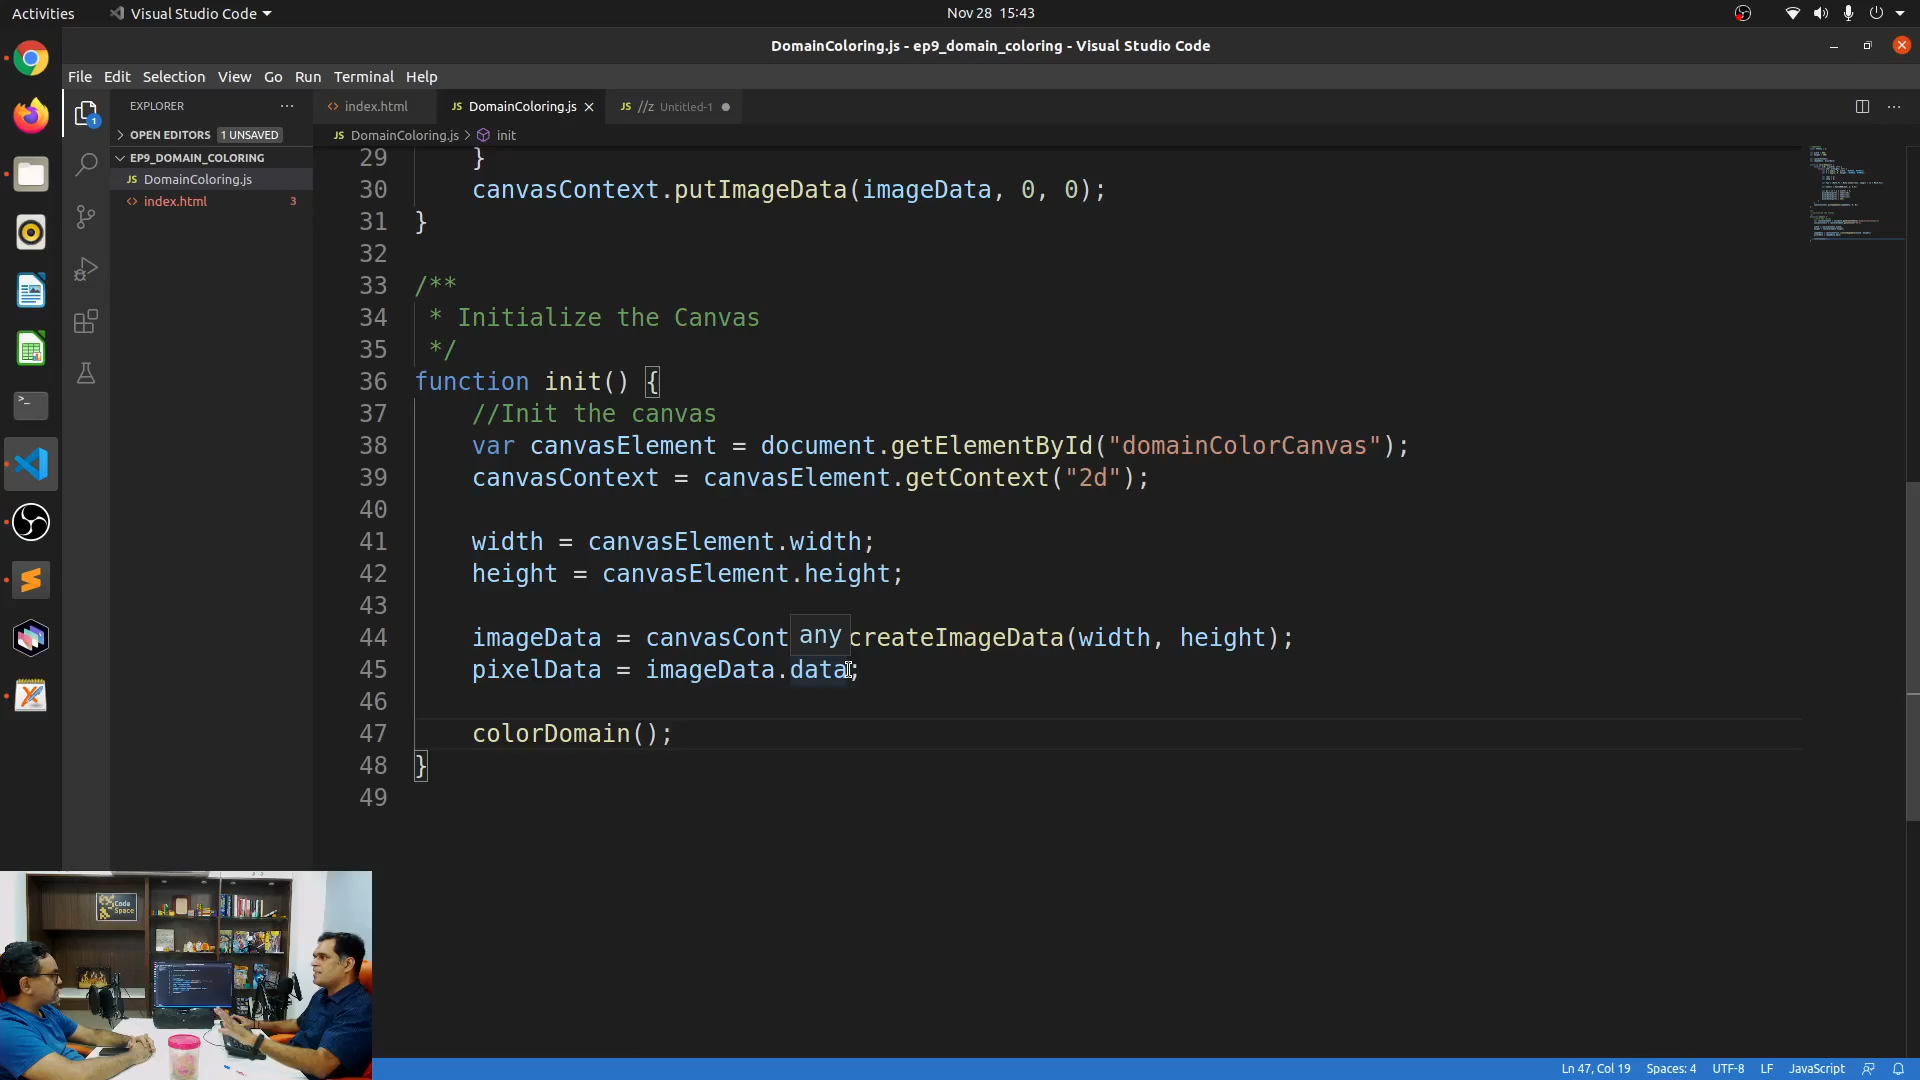 Activities
Visual Studio Code
Nov 28 15:43
DomainColoring.js - ep9_domain_coloring - Visual Studio Code
File Edit Selection View Go Run Terminal Help
EXPLORER
index.html
JS DomainColoring.js
JS //z Untitled-1
OPEN EDITORS 1 UNSAVED
JS DomainColoring.js > init
EP9_DOMAIN_COLORING
JS DomainColoring.js
index.html 3
1
29 }
30 canvasContext.putImageData(imageData, 0, 0);
31 }
32
33 /**
34 * Initialize the Canvas
35 */
36 function init() {
37 //Init the canvas
38 var canvasElement = document.getElementById("domainColorCanvas");
39 canvasContext = canvasElement.getContext("2d");
40
41 width = canvasElement.width;
42 height = canvasElement.height;
43
44 imageData = canvasCont any createImageData(width, height);
45 pixelData = imageData.data;
46
47 colorDomain();
48 }
49
Code Space
Ln 47, Col 19 Spaces: 4 UTF-8 LF JavaScript